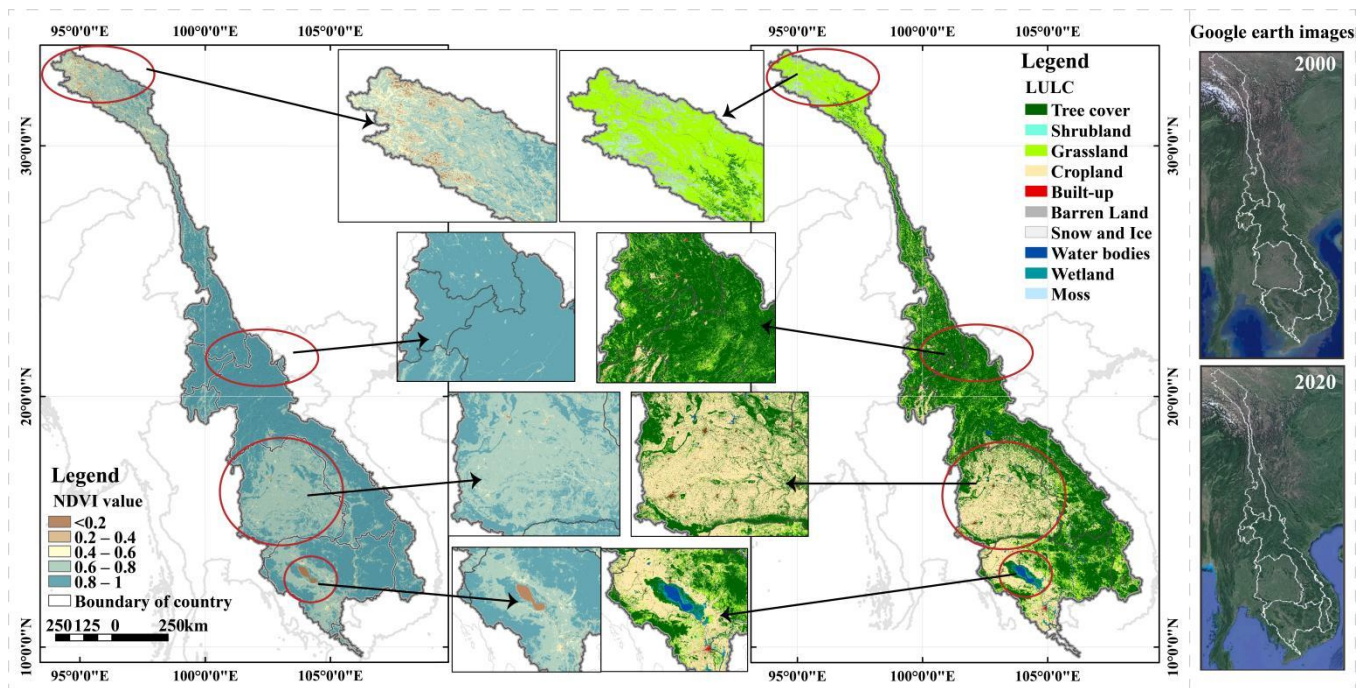 95°0'0"E 100°0'0"E 105°0'0"E
95°0'0"E 100°0'0"E 105°0'0"E
Google earth images
2000
Legend
LULC
Tree cover
Shrubland
Grassland
Cropland
Built-up
Barren Land
Snow and Ice
Water bodies
Wetland
Moss
30°0'0"N
30°0'0"N
20°0'0"N
20°0'0"N
2020
Legend
NDVI value
<0.2
0.2 – 0.4
0.4 – 0.6
0.6 – 0.8
0.8 – 1
Boundary of country
250 125 0 250km
10°0'0"N
10°0'0"N
95°0'0"E 100°0'0"E 105°0'0"E
95°0'0"E 100°0'0"E 105°0'0"E